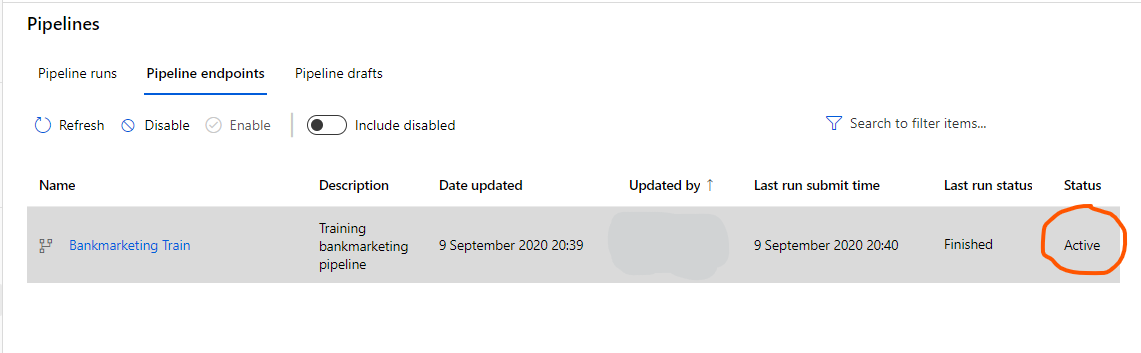 Pipelines
Pipeline runs Pipeline endpoints Pipeline drafts
Refresh Disable Enable Include disabled Search to filter items...
Name Description Date updated Updated by ↑ Last run submit time Last run status Status
Training
Bankmarketing Train bankmarketing 9 September 2020 20:39 9 September 2020 20:40 Finished Active
pipeline